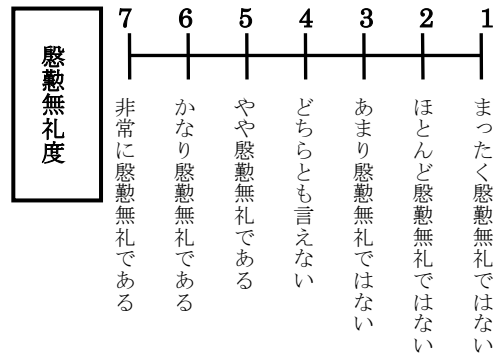 慇懃無礼度
7 6 5 4 3 2 1
まったく慇懃無礼ではない
ほとんど慇懃無礼ではない
あまり慇懃無礼ではない
どちらとも言えない
やや慇懃無礼である
かなり慇懃無礼である
非常に慇懃無礼である